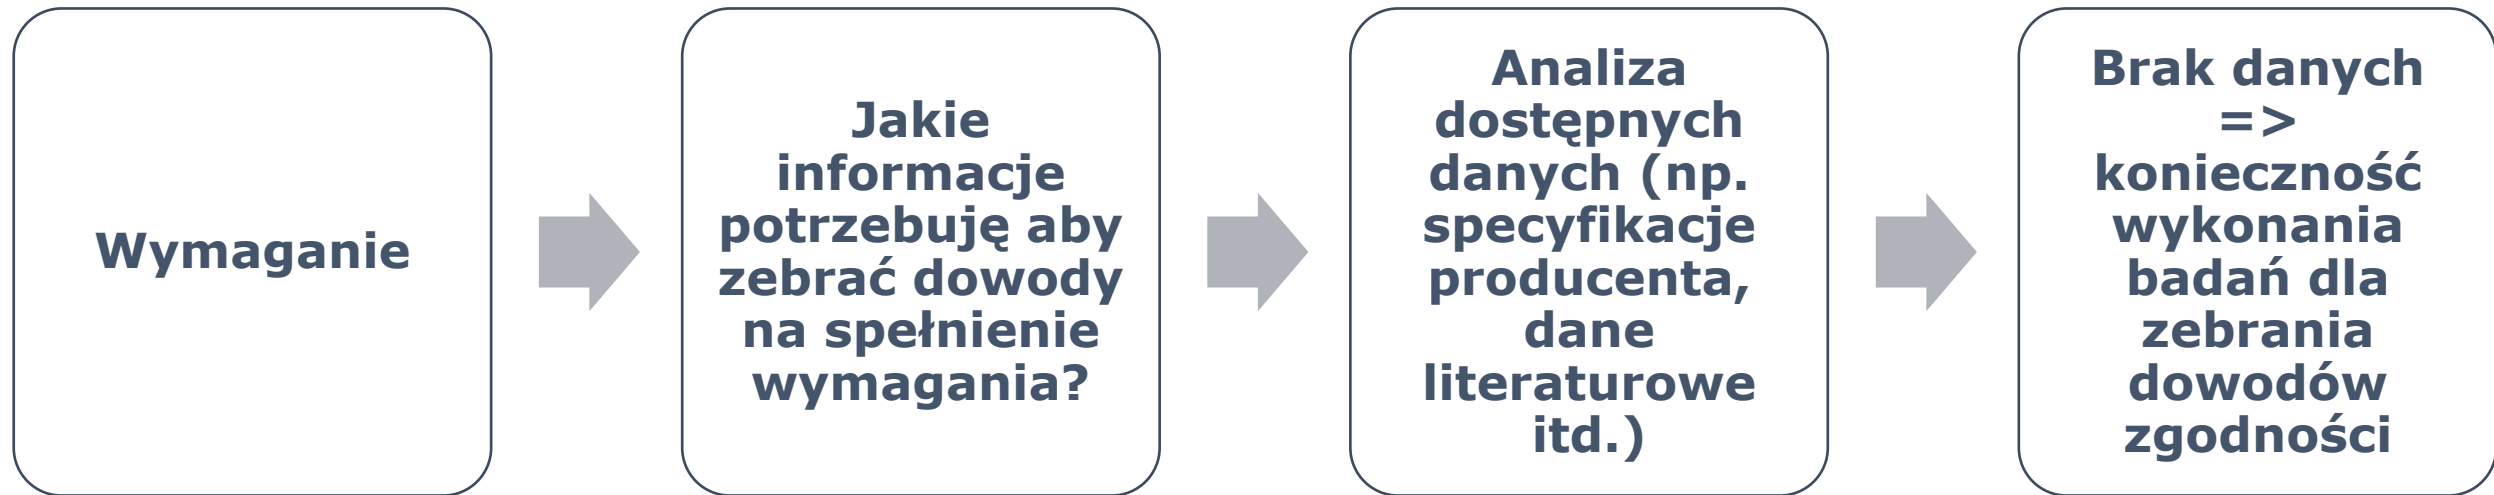 Wymaganie
Jakie
informacje
potrzebuję aby
zebrać dowody
na spełnienie
wymagania?
Analiza
dostępnych
danych (np.
specyfikacje
producenta,
dane
literaturowe
itd.)
Brak danych
=>
konieczność
wykonania
badań dla
zebrania
dowodów
zgodności